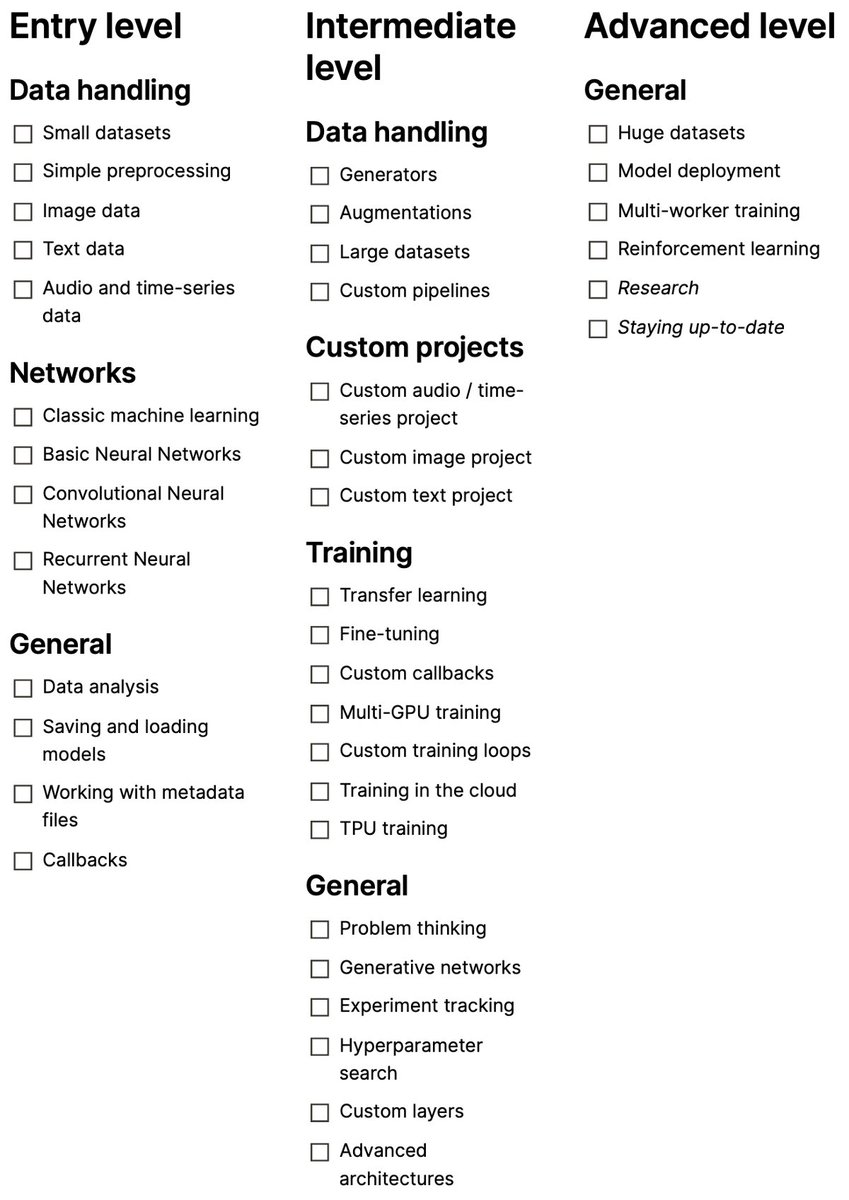 Entry level
Data handling
Small datasets
Simple preprocessing
Image data
Text data
Audio and time-series
data
Networks
Classic machine learning
Basic Neural Networks
Convolutional Neural
Networks
Recurrent Neural
Networks
General
Data analysis
Saving and loading
models
Working with metadata
files
Callbacks
Intermediate
level
Data handling
Generators
Augmentations
Large datasets
Custom pipelines
Custom projects
Custom audio / time-
series project
Custom image project
Custom text project
Training
Transfer learning
Fine-tuning
Custom callbacks
Multi-GPU training
Custom training loops
Training in the cloud
TPU training
General
Problem thinking
Generative networks
Experiment tracking
Hyperparameter
search
Custom layers
Advanced
architectures
Advanced level
General
Huge datasets
Model deployment
Multi-worker training
Reinforcement learning
Research
Staying up-to-date